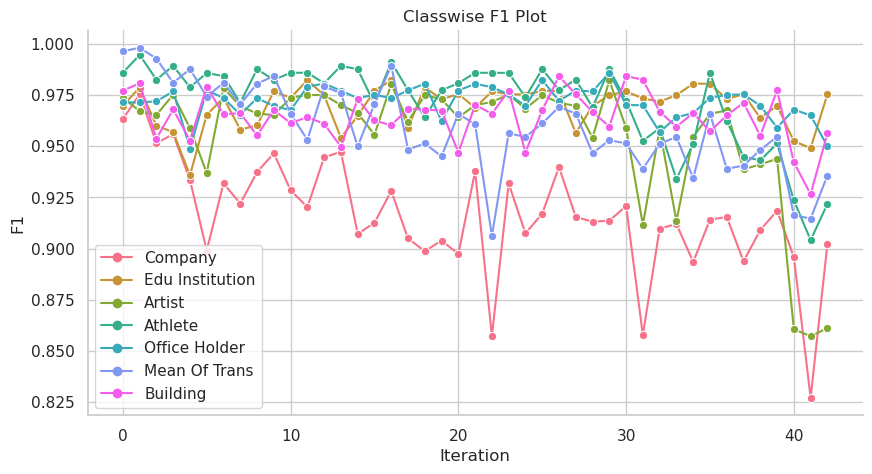 Classwise F1 Plot
1.000
0.975
0.950
0.925
0.900
0.875
0.850
0.825
F1
Company
Edu Institution
Artist
Athlete
Office Holder
Mean Of Trans
Building
0 10 20 30 40
Iteration